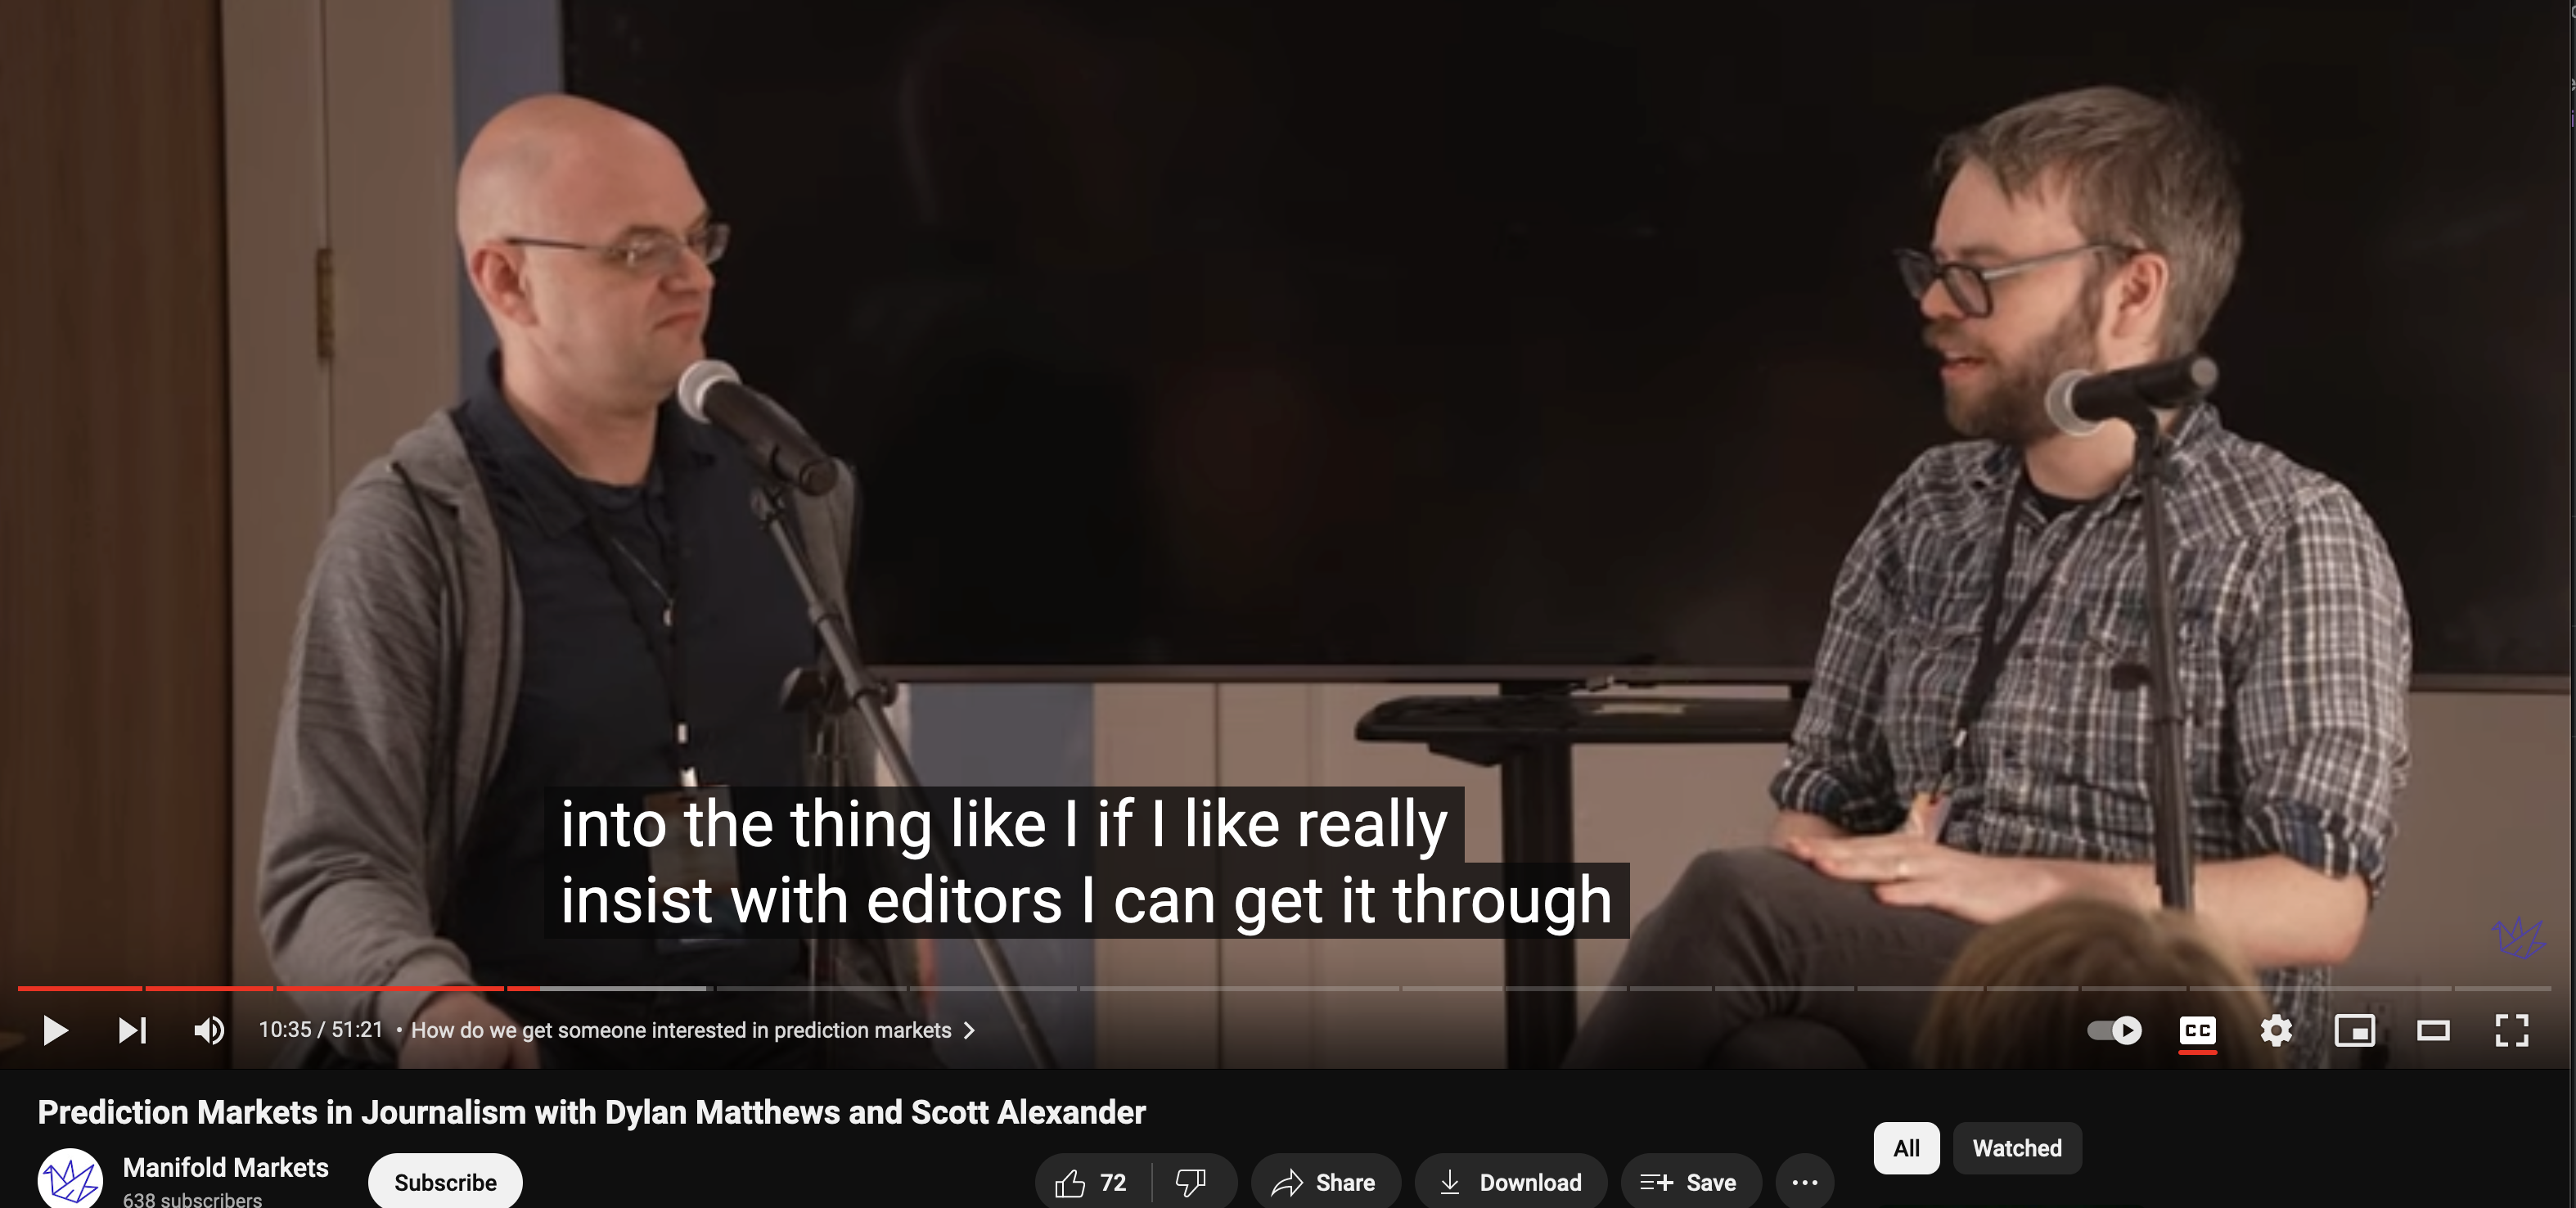 into the thing like I if I like really
insist with editors I can get it through
10:35 / 51:21 • How do we get someone interested in prediction markets
CC
Prediction Markets in Journalism with Dylan Matthews and Scott Alexander
All
Watched
Manifold Markets
638 subscribers
Subscribe
72
Share
Download
Save